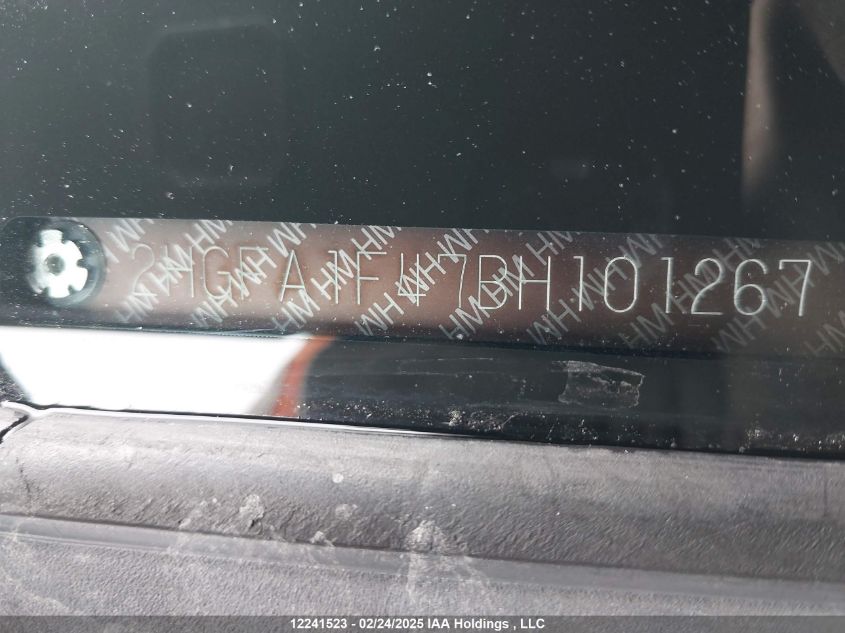 2HGFA1F47BH101267
12241523 - 02/24/2025 IAA Holdings , LLC